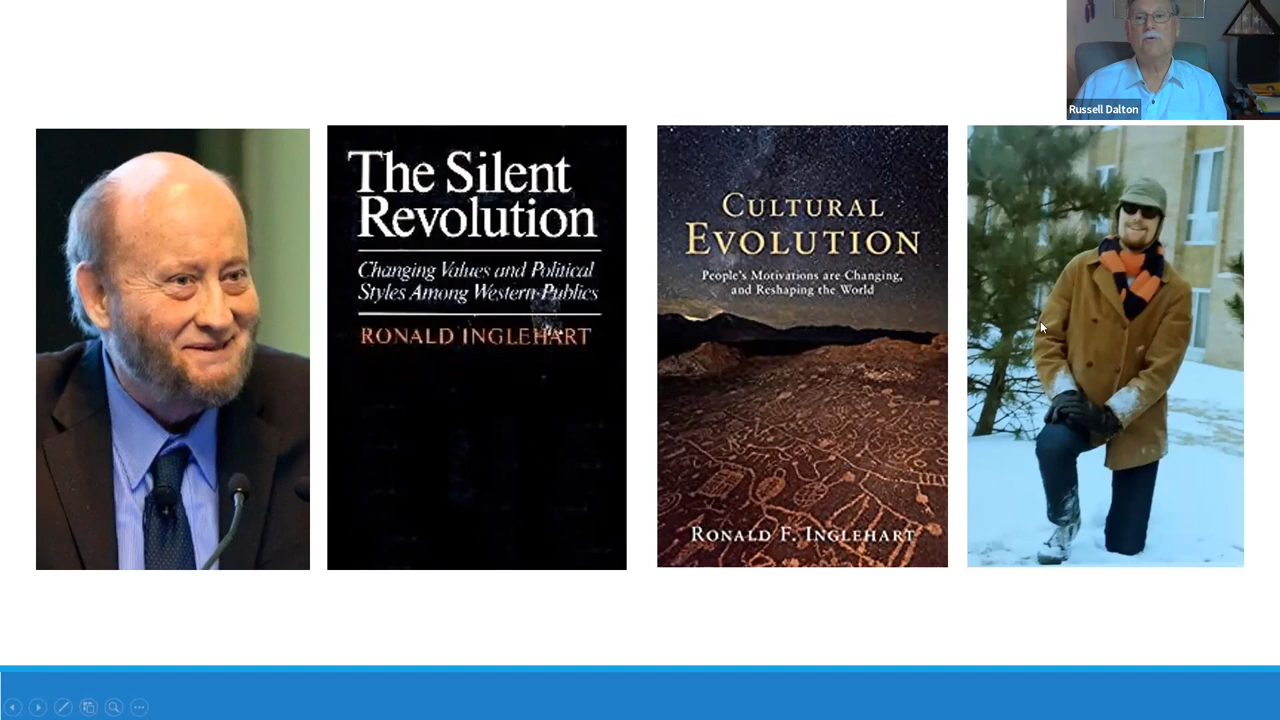 Russell Dalton
The Silent
Revolution
Changing Values and Political
Styles Among Western Publics
RONALD INGLEHART
CULTURAL
EVOLUTION
People's Motivations are Changing,
and Reshaping the World
RONALD F. INGLEHART